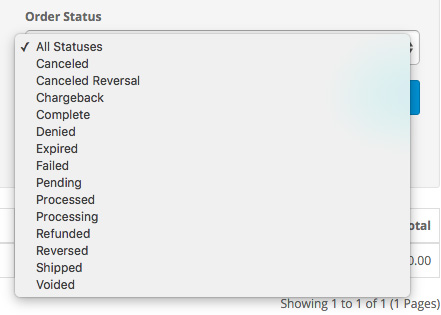 Order Status
✓ All Statuses
Canceled
Canceled Reversal
Chargeback
Complete
Denied
Expired
Failed
Pending
Processed
Processing
Refunded
Reversed
Shipped
Voided
otal
0.00
Showing 1 to 1 of 1 (1 Pages)